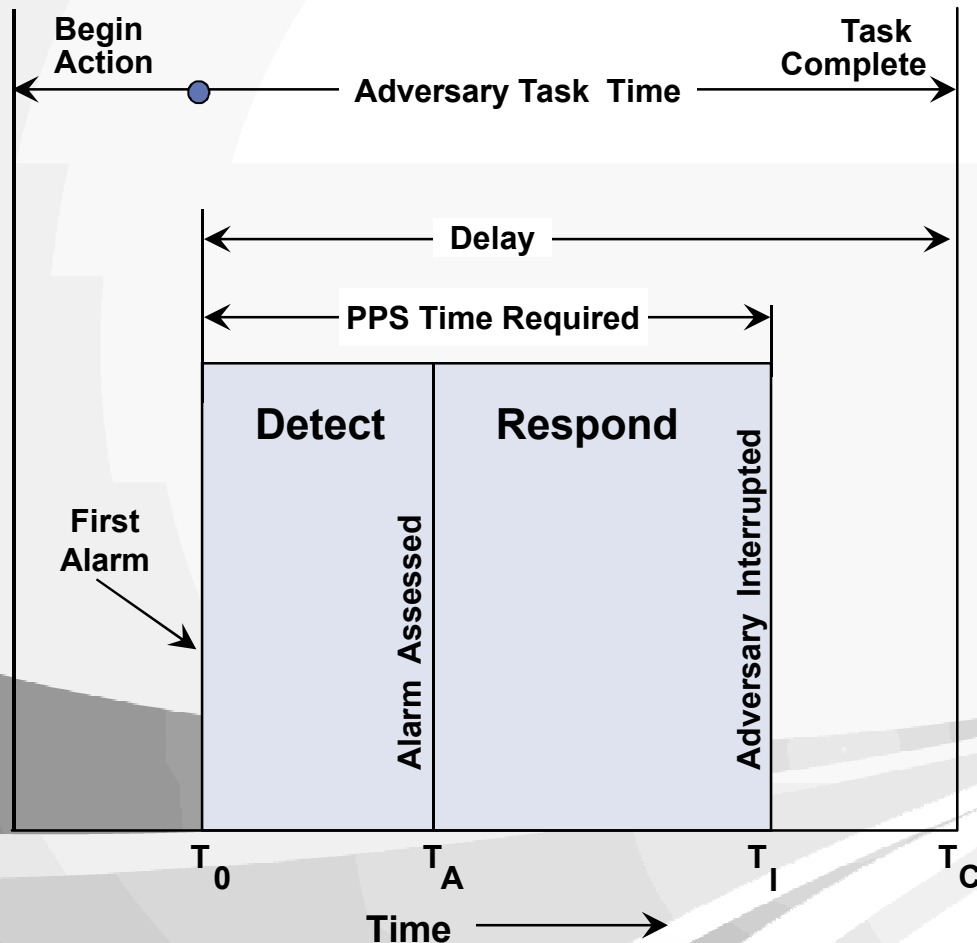 Begin
Action
Task
Complete
Adversary Task Time
Delay
PPS Time Required
Detect
Respond
First
Alarm
Alarm Assessed
Adversary Interrupted
T0
TA
TI
TC
Time